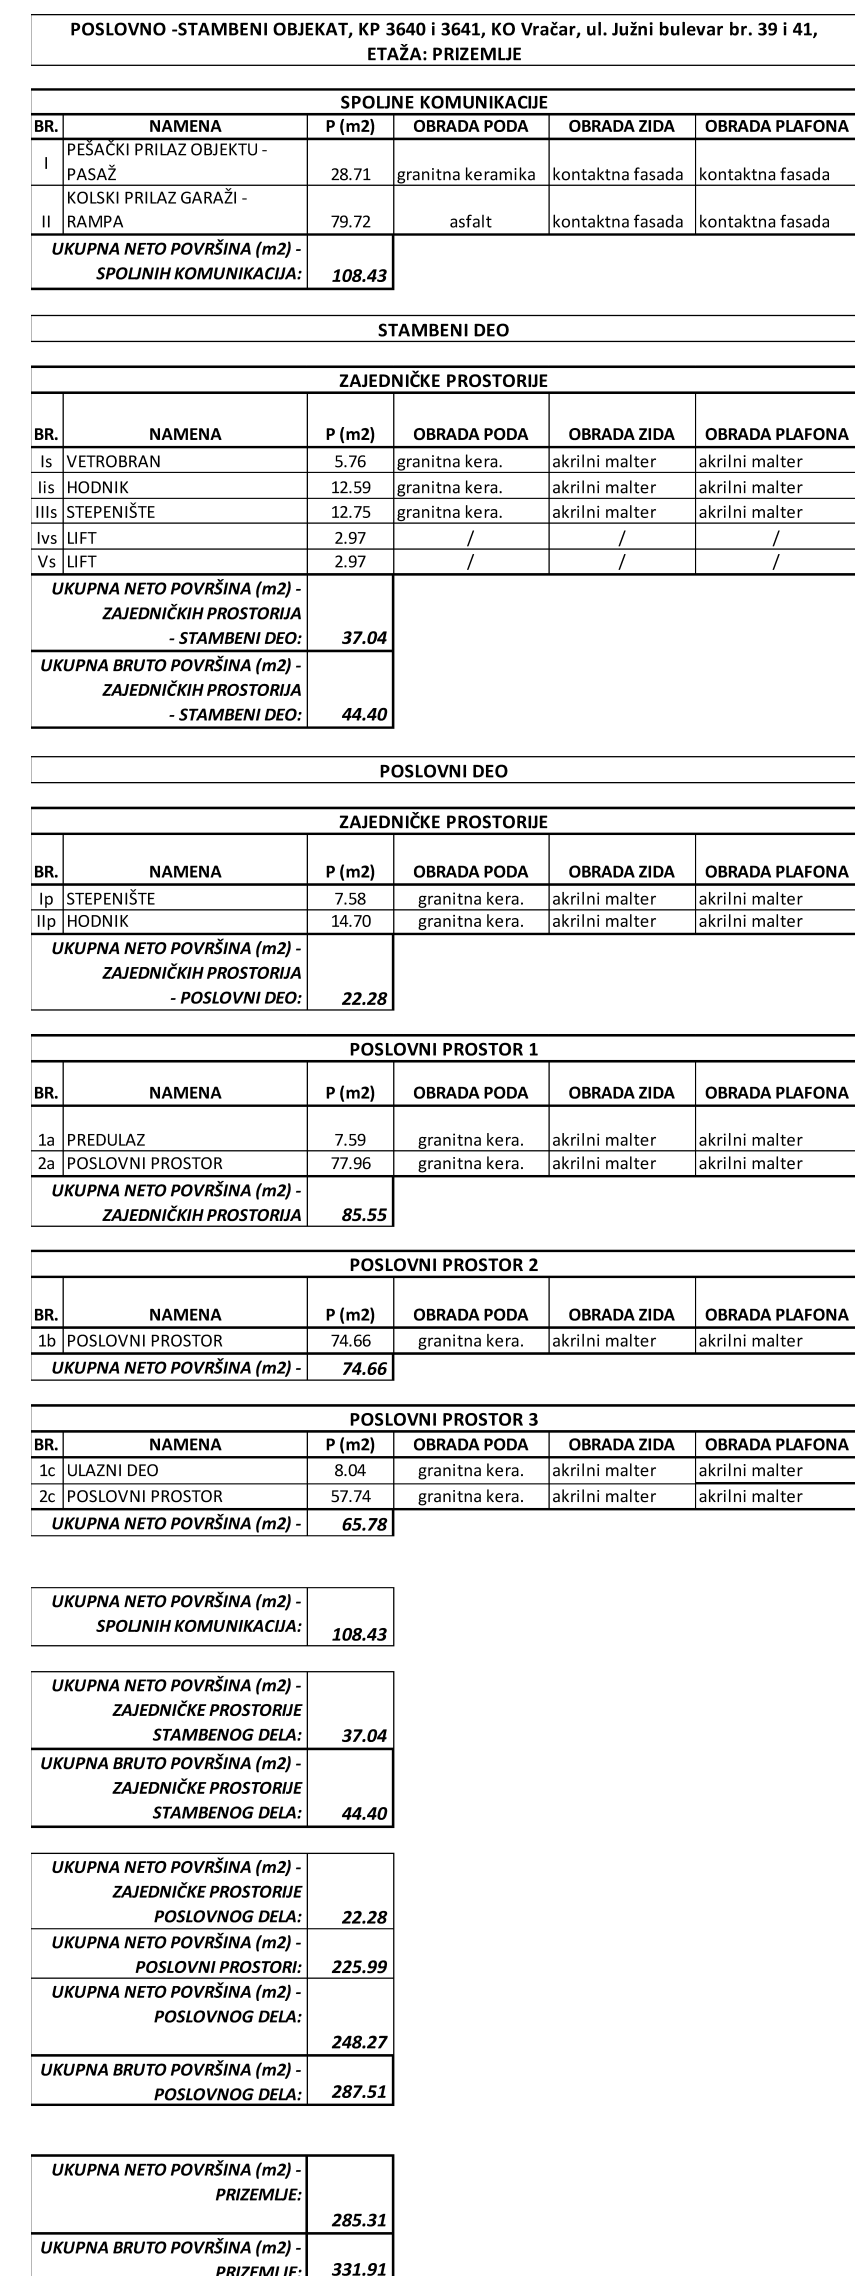 POSLOVNO -STAMBENI OBJEKAT, KP 3640 i 3641, KO Vračar, ul. Južni bulevar br. 39 i 41,
ETAŽA: PRIZEMLJE
SPOLJNE KOMUNIKACIJE
BR. NAMENA P (m2) OBRADA PODA OBRADA ZIDA OBRADA PLAFONA
I PEŠAČKI PRILAZ OBJEKTU -
PASAŽ 28.71 granitna keramika kontaktna fasada kontaktna fasada
KOLSKI PRILAZ GARAŽI -
II RAMPA 79.72 asfalt kontaktna fasada kontaktna fasada
UKUPNA NETO POVRŠINA (m2) -
SPOLJNIH KOMUNIKACIJA: 108.43
STAMBENI DEO
ZAJEDNIČKE PROSTORIJE
BR. NAMENA P (m2) OBRADA PODA OBRADA ZIDA OBRADA PLAFONA
Is VETROBRAN 5.76 granitna kera. akrilni malter akrilni malter
Iis HODNIK 12.59 granitna kera. akrilni malter akrilni malter
IIIs STEPENIŠTE 12.75 granitna kera. akrilni malter akrilni malter
Ivs LIFT 2.97 / / /
Vs LIFT 2.97 / / /
UKUPNA NETO POVRŠINA (m2) -
ZAJEDNIČKIH PROSTORIJA
- STAMBENI DEO: 37.04
UKUPNA BRUTO POVRŠINA (m2) -
ZAJEDNIČKIH PROSTORIJA
- STAMBENI DEO: 44.40
POSLOVNI DEO
ZAJEDNIČKE PROSTORIJE
BR. NAMENA P (m2) OBRADA PODA OBRADA ZIDA OBRADA PLAFONA
Ip STEPENIŠTE 7.58 granitna kera. akrilni malter akrilni malter
IIp HODNIK 14.70 granitna kera. akrilni malter akrilni malter
UKUPNA NETO POVRŠINA (m2) -
ZAJEDNIČKIH PROSTORIJA
- POSLOVNI DEO: 22.28
POSLOVNI PROSTOR 1
BR. NAMENA P (m2) OBRADA PODA OBRADA ZIDA OBRADA PLAFONA
1a PREDULAZ 7.59 granitna kera. akrilni malter akrilni malter
2a POSLOVNI PROSTOR 77.96 granitna kera. akrilni malter akrilni malter
UKUPNA NETO POVRŠINA (m2) -
ZAJEDNIČKIH PROSTORIJA 85.55
POSLOVNI PROSTOR 2
BR. NAMENA P (m2) OBRADA PODA OBRADA ZIDA OBRADA PLAFONA
1b POSLOVNI PROSTOR 74.66 granitna kera. akrilni malter akrilni malter
UKUPNA NETO POVRŠINA (m2) - 74.66
POSLOVNI PROSTOR 3
BR. NAMENA P (m2) OBRADA PODA OBRADA ZIDA OBRADA PLAFONA
1c ULAZNI DEO 8.04 granitna kera. akrilni malter akrilni malter
2c POSLOVNI PROSTOR 57.74 granitna kera. akrilni malter akrilni malter
UKUPNA NETO POVRŠINA (m2) - 65.78
UKUPNA NETO POVRŠINA (m2) -
SPOLJNIH KOMUNIKACIJA: 108.43
UKUPNA NETO POVRŠINA (m2) -
ZAJEDNIČKE PROSTORIJE
STAMBENOG DELA: 37.04
UKUPNA BRUTO POVRŠINA (m2) -
ZAJEDNIČKE PROSTORIJE
STAMBENOG DELA: 44.40
UKUPNA NETO POVRŠINA (m2) -
ZAJEDNIČKE PROSTORIJE
POSLOVNOG DELA: 22.28
UKUPNA NETO POVRŠINA (m2) -
POSLOVNI PROSTORI: 225.99
UKUPNA NETO POVRŠINA (m2) -
POSLOVNOG DELA:
248.27
UKUPNA BRUTO POVRŠINA (m2) -
POSLOVNOG DELA: 287.51
UKUPNA NETO POVRŠINA (m2) -
PRIZEMLJE:
285.31
UKUPNA BRUTO POVRŠINA (m2) -
PRIZEMLJE: 331.91